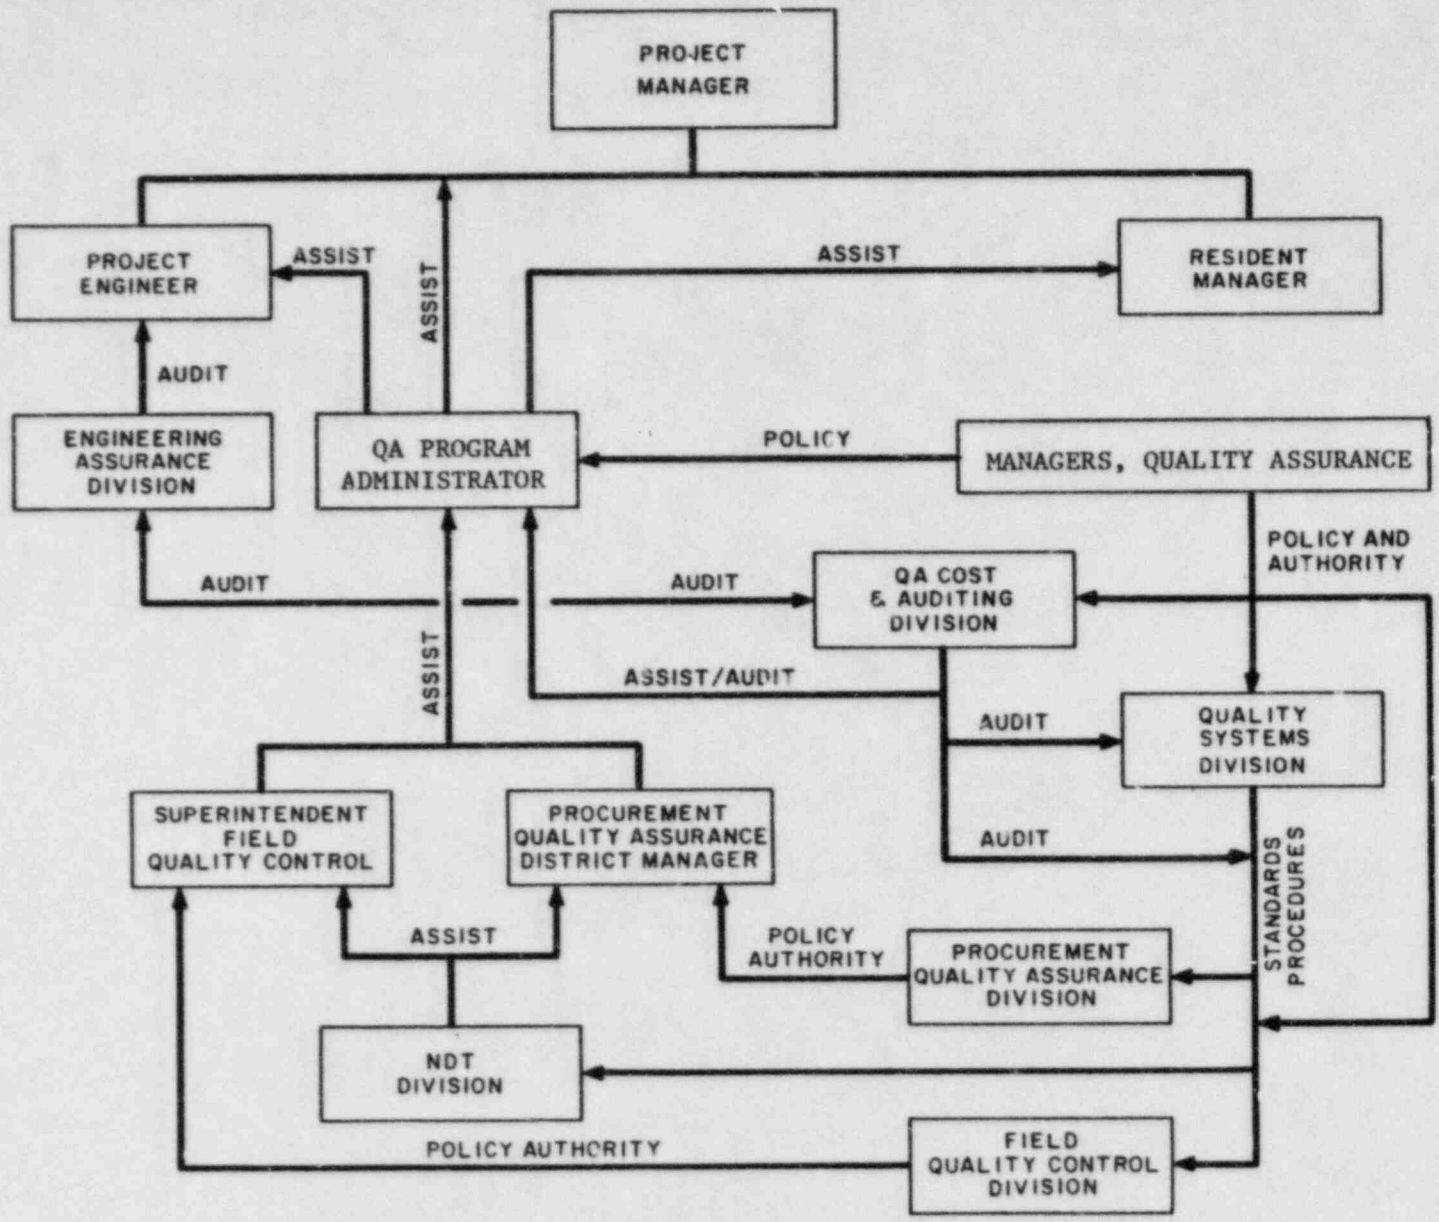 PROJECT
MANAGER
PROJECT
ENGINEER
ASSIST
ASSIST
ASSIST
RESIDENT
MANAGER
AUDIT
ENGINEERING
ASSURANCE
DIVISION
QA PROGRAM
ADMINISTRATOR
POLICY
MANAGERS, QUALITY ASSURANCE
POLICY AND
AUTHORITY
AUDIT
AUDIT
QA COST
& AUDITING
DIVISION
ASSIST
ASSIST/AUDIT
AUDIT
QUALITY
SYSTEMS
DIVISION
SUPERINTENDENT
FIELD
QUALITY CONTROL
PROCUREMENT
QUALITY ASSURANCE
DISTRICT MANAGER
AUDIT
STANDARDS
PROCEDURES
ASSIST
POLICY
AUTHORITY
PROCUREMENT
QUALITY ASSURANCE
DIVISION
NDT
DIVISION
POLICY AUTHORITY
FIELD
QUALITY CONTROL
DIVISION